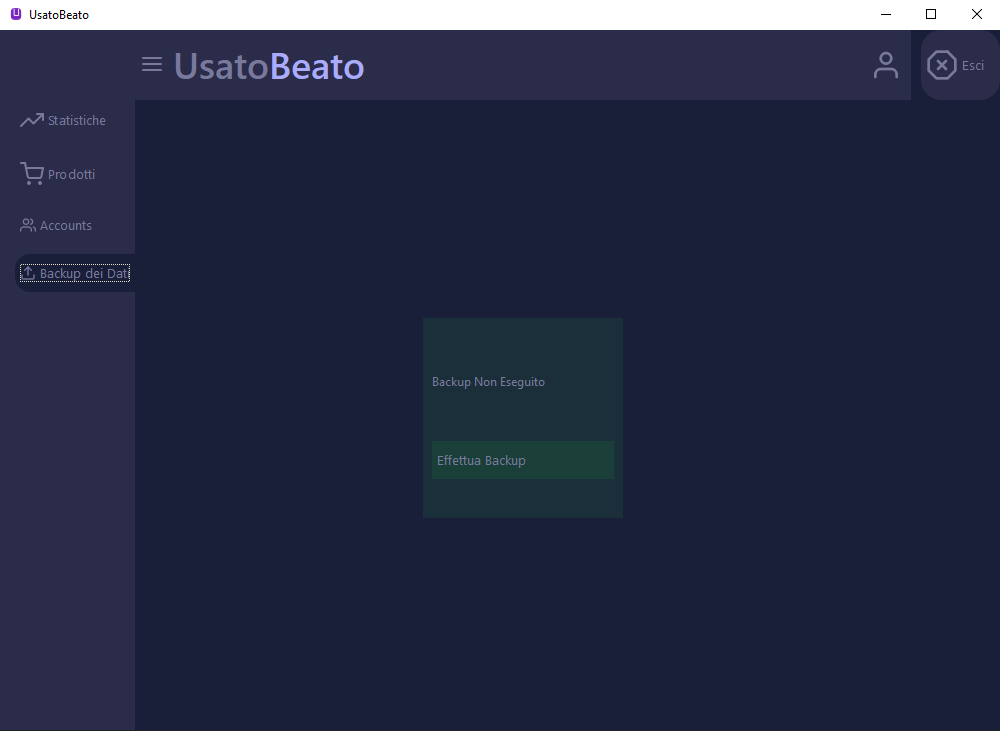 UsatoBeato
UsatoBeato
Esci
Statistiche
Prodotti
Accounts
Backup dei Dati
Backup Non Eseguito
Effettua Backup